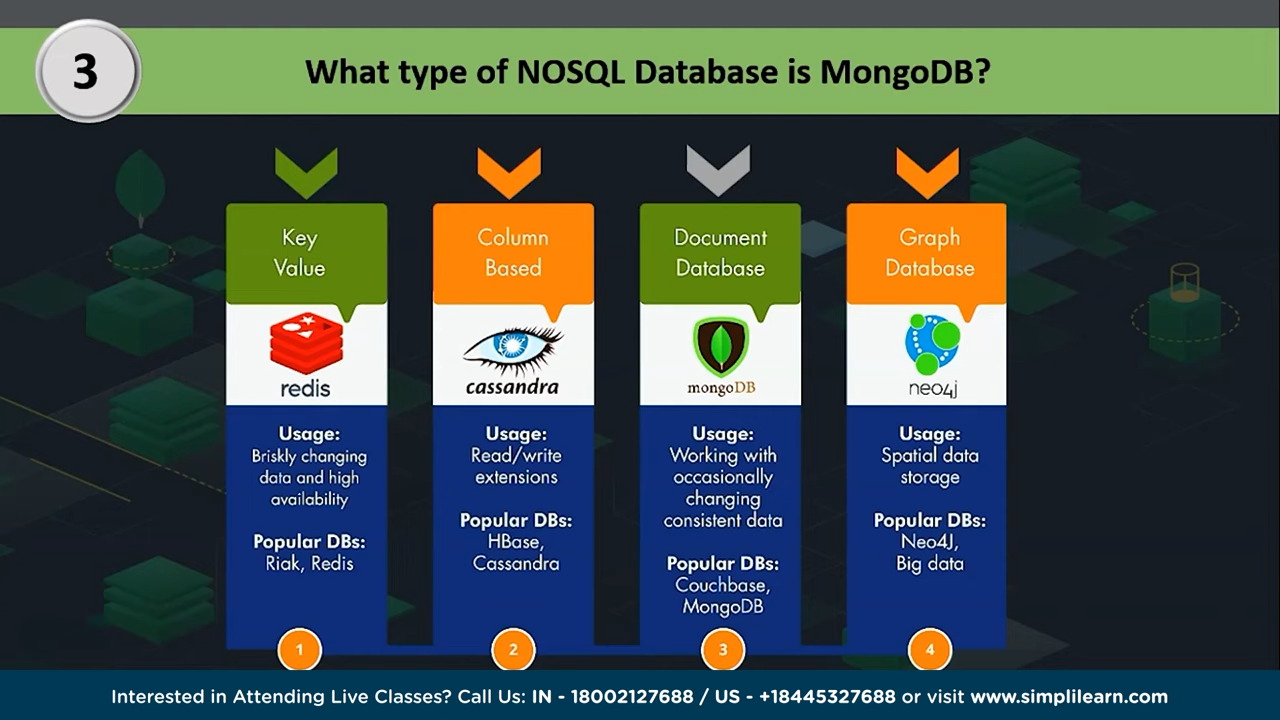 3
What type of NOSQL Database is MongoDB?
Key
Value
redis
Usage:
Briskly changing
data and high
availability
Popular DBs:
Riak, Redis
1
Column
Based
cassandra
Usage:
Read/write
extensions
Popular DBs:
HBase,
Cassandra
2
Document
Database
mongoDB
Usage:
Working with
occasionally
changing
consistent data
Popular DBs:
Couchbase,
MongoDB
3
Graph
Database
neo4j
Usage:
Spatial data
storage
Popular DBs:
Neo4J,
Big data
4
Interested in Attending Live Classes? Call Us: IN - 18002127688 / US - +18445327688 or visit www.simplilearn.com